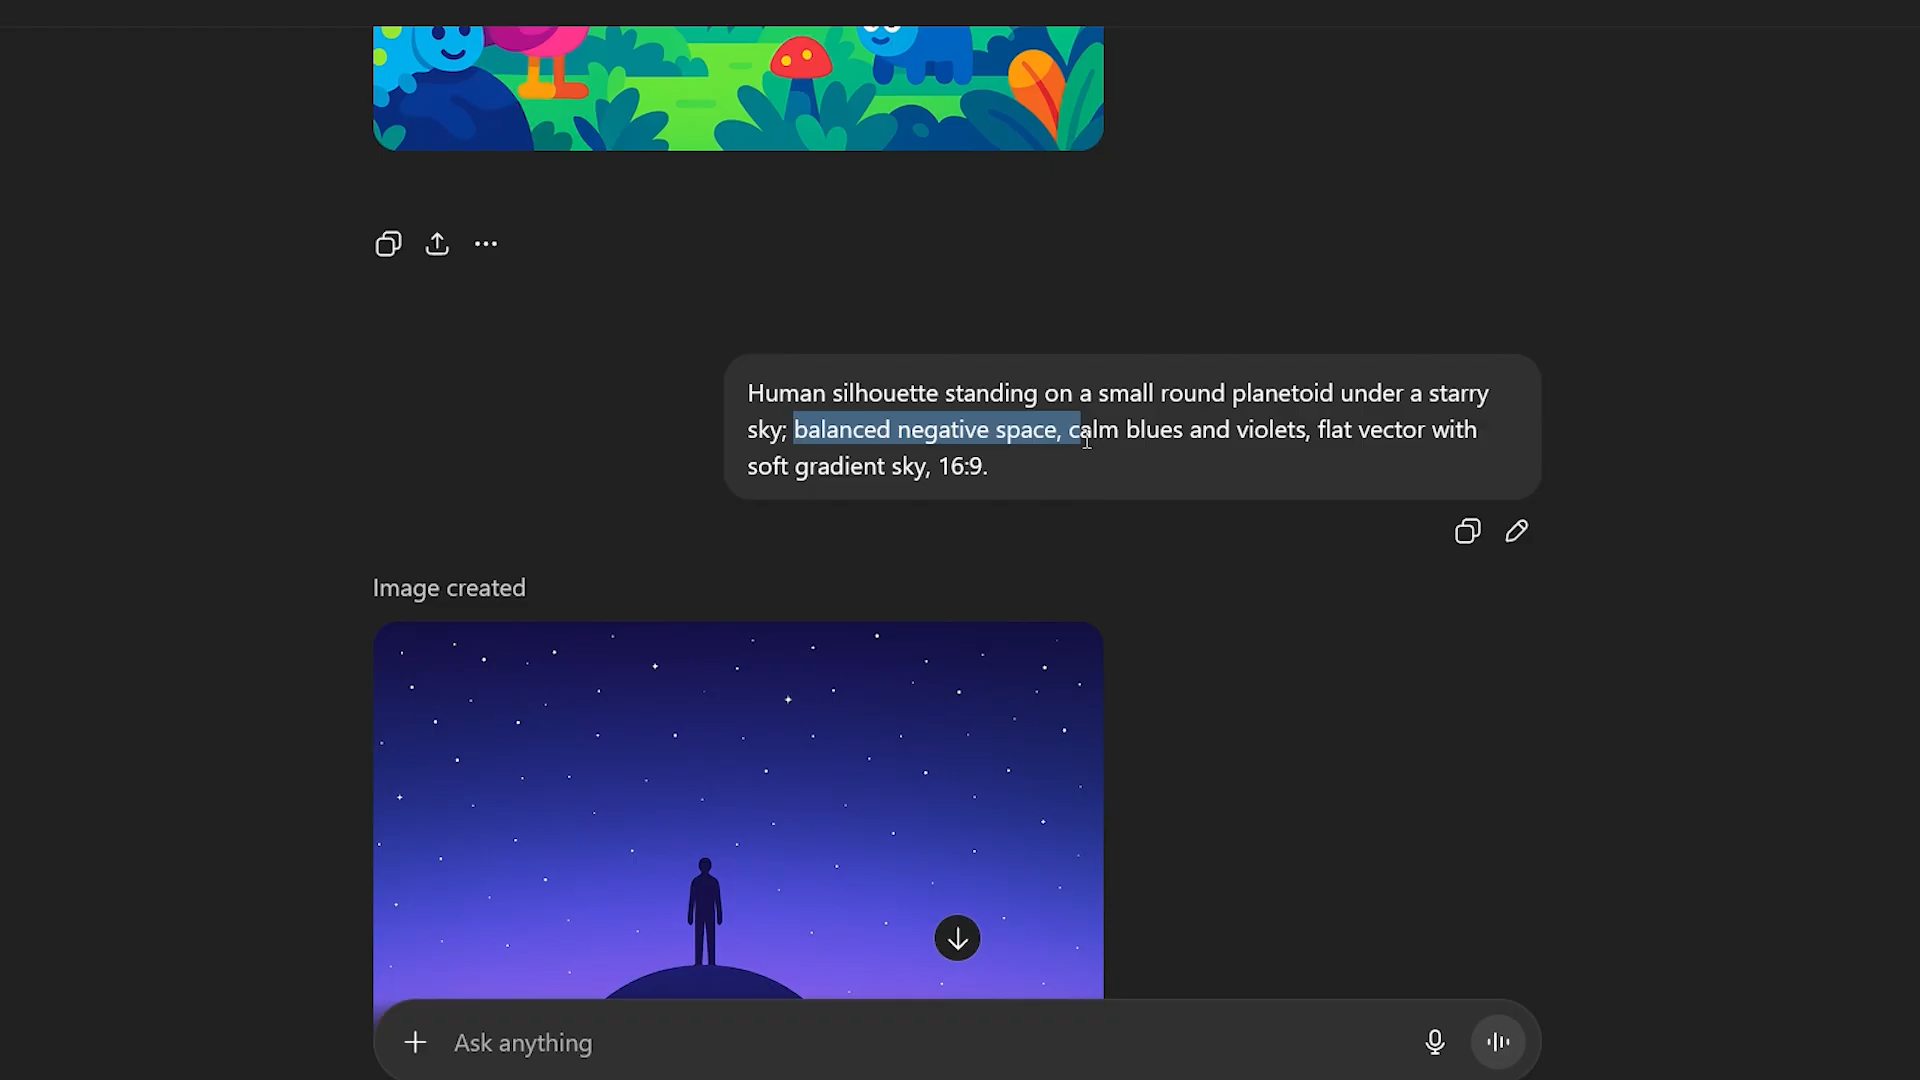 Human silhouette standing on a small round planetoid under a starry
sky; balanced negative space, calm blues and violets, flat vector with
soft gradient sky, 16:9.
Image created
Ask anything